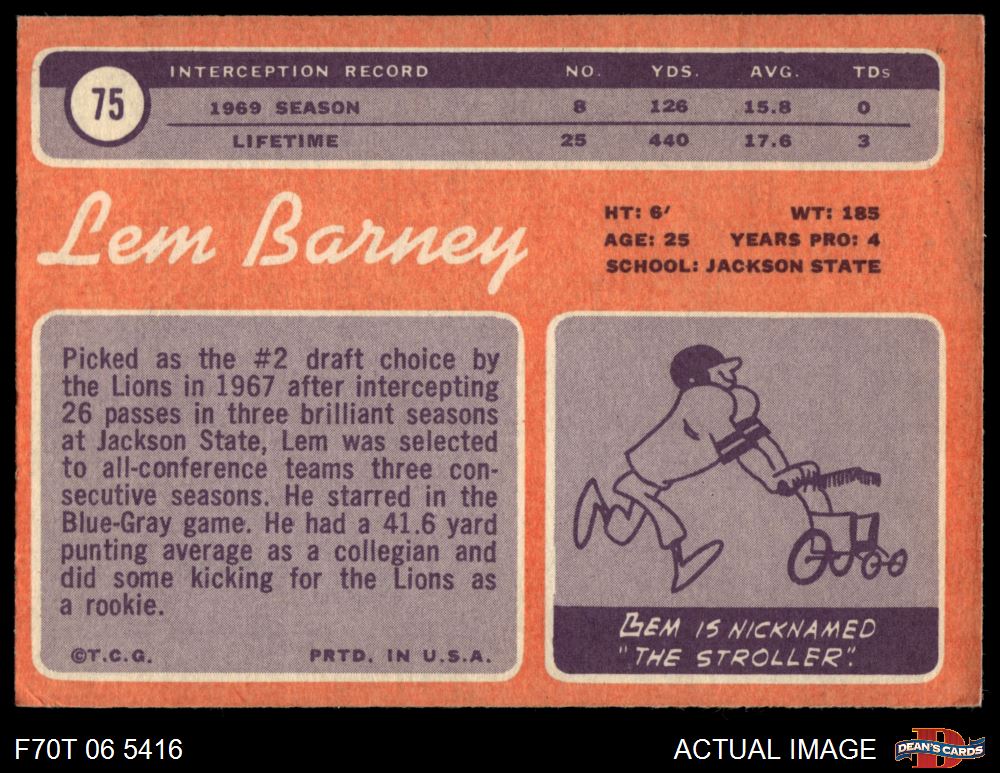 75
INTERCEPTION RECORD NO. YDS. AVG. TDs
1969 SEASON 8 126 15.8 0
LIFETIME 25 440 17.6 3
Lem Barney
HT: 6′ WT: 185
AGE: 25 YEARS PRO: 4
SCHOOL: JACKSON STATE
Picked as the #2 draft choice by
the Lions in 1967 after intercepting
26 passes in three brilliant seasons
at Jackson State, Lem was selected
to all-conference teams three con-
secutive seasons. He starred in the
Blue-Gray game. He had a 41.6 yard
punting average as a collegian and
did some kicking for the Lions as
a rookie.
©T.C.G. PRTD. IN U.S.A.
LEM IS NICKNAMED
"THE STROLLER".
F70T 06 5416
ACTUAL IMAGE
D
DEAN'S CARDS